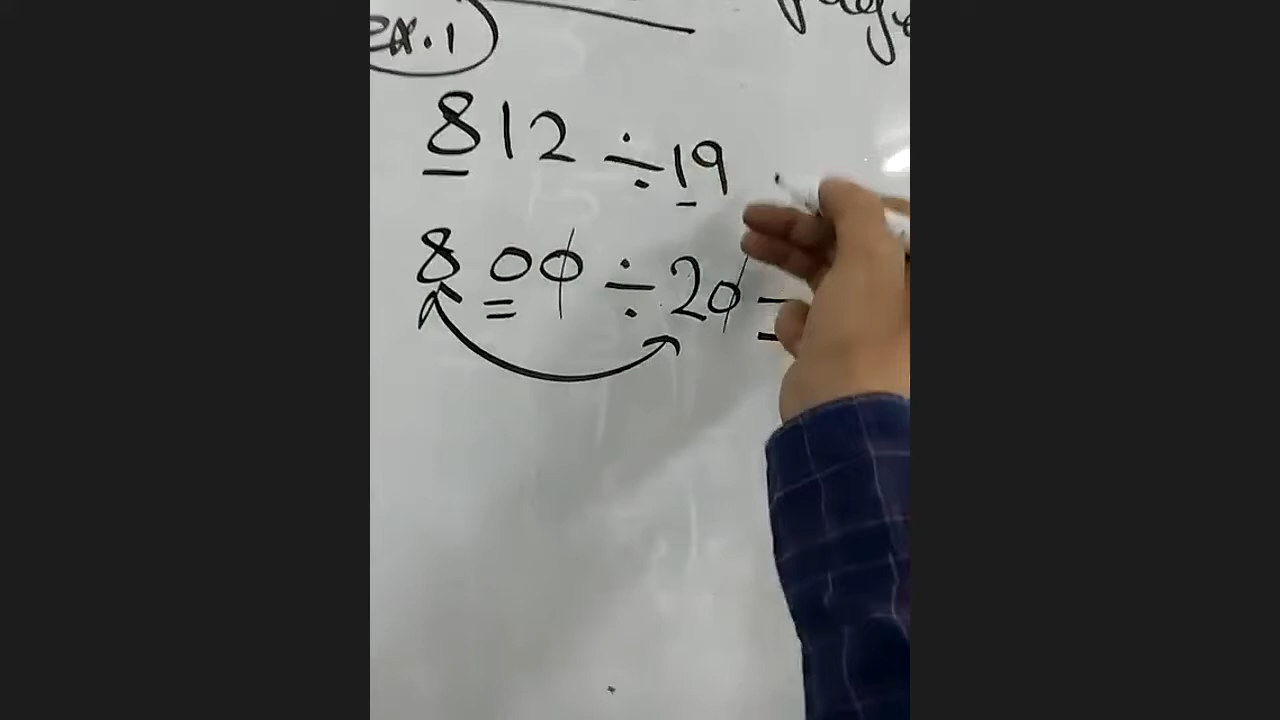 ex.1
812 ÷ 19
800 ÷ 20 =